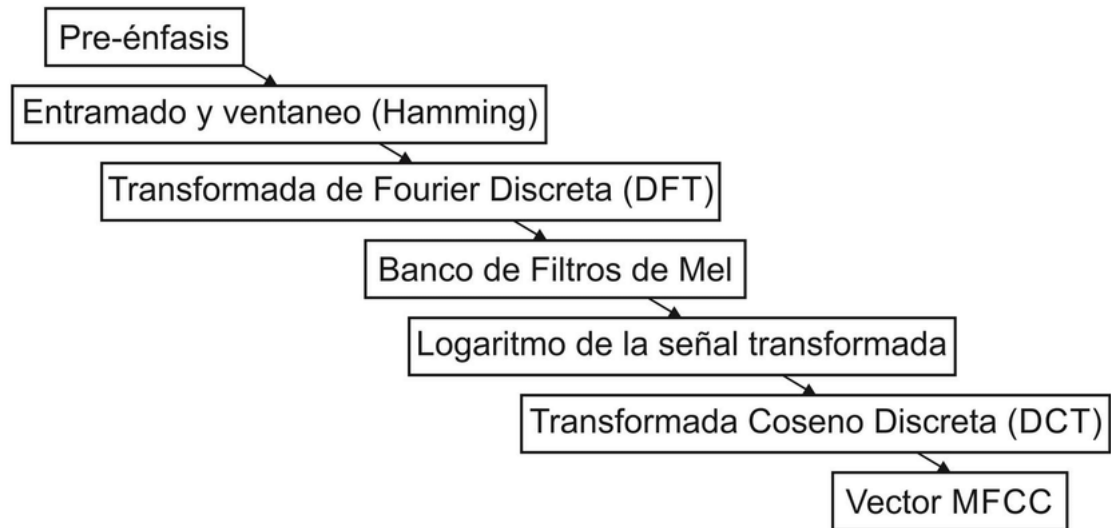 Pre-énfasis
Entramado y ventaneo (Hamming)
Transformada de Fourier Discreta (DFT)
Banco de Filtros de Mel
Logaritmo de la señal transformada
Transformada Coseno Discreta (DCT)
Vector MFCC